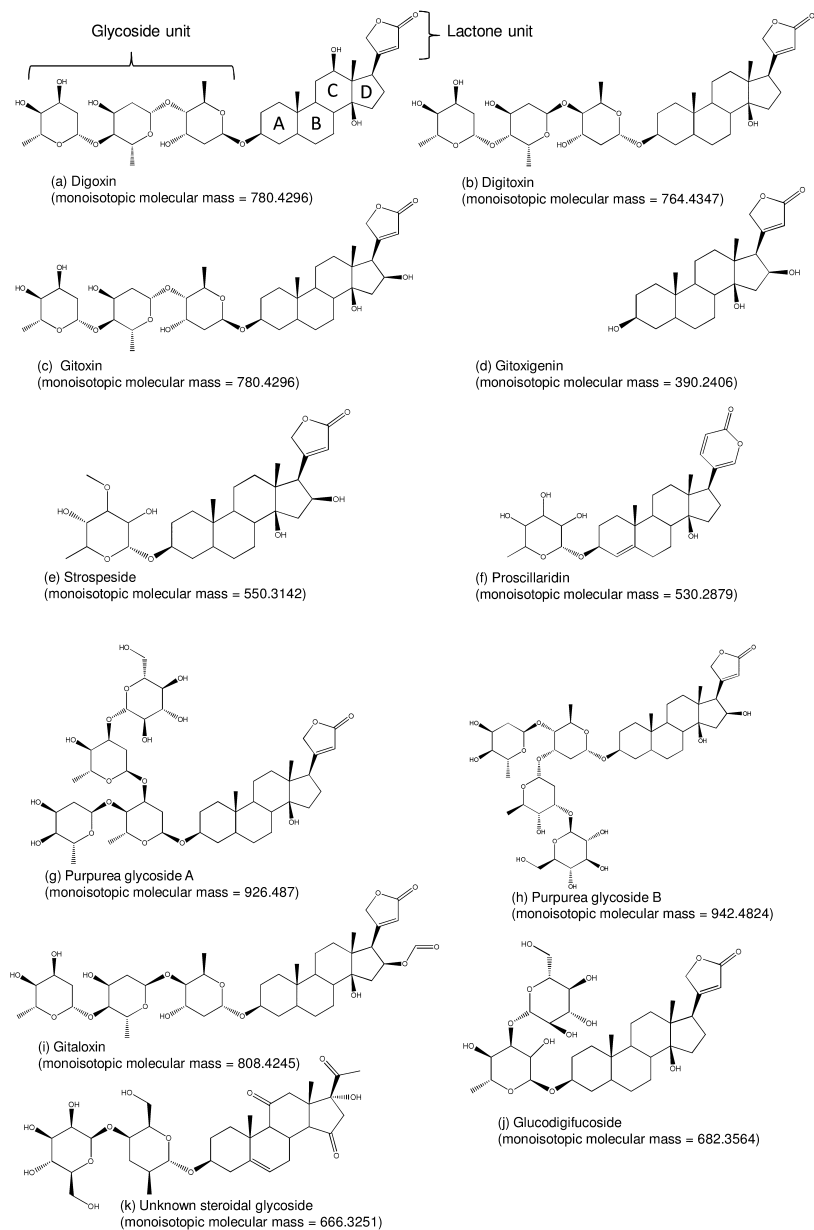 Glycoside unit
Lactone unit
A B C D
(a) Digoxin
(monoisotopic molecular mass = 780.4296)
(b) Digitoxin
(monoisotopic molecular mass = 764.4347)
(c) Gitoxin
(monoisotopic molecular mass = 780.4296)
(d) Gitoxigenin
(monoisotopic molecular mass = 390.2406)
(e) Strospeside
(monoisotopic molecular mass = 550.3142)
(f) Proscillaridin
(monoisotopic molecular mass = 530.2879)
(g) Purpurea glycoside A
(monoisotopic molecular mass = 926.487)
(h) Purpurea glycoside B
(monoisotopic molecular mass = 942.4824)
(i) Gitaloxin
(monoisotopic molecular mass = 808.4245)
(j) Glucodigifucoside
(monoisotopic molecular mass = 682.3564)
(k) Unknown steroidal glycoside
(monoisotopic molecular mass = 666.3251)